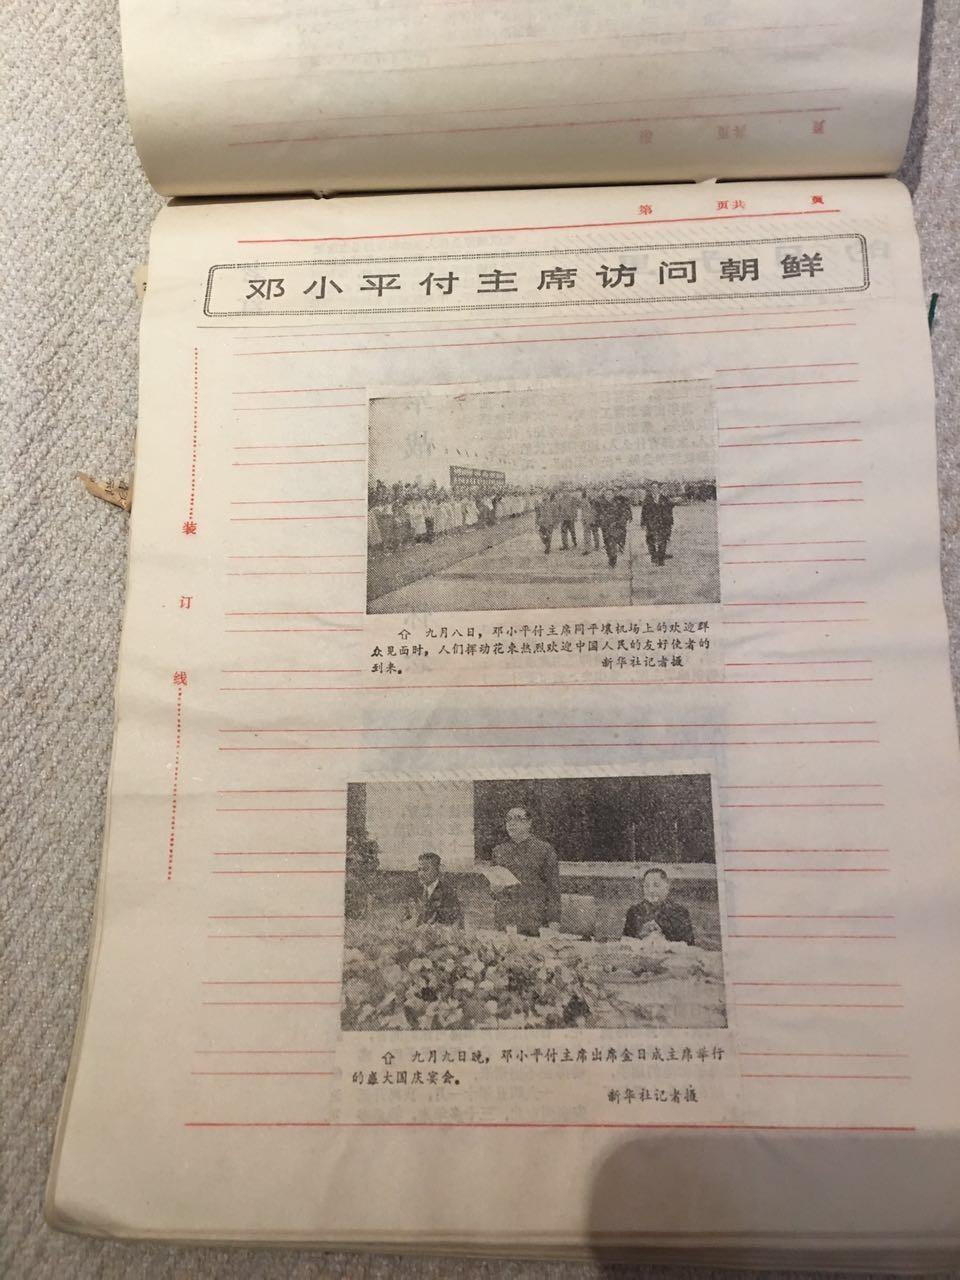 第 页共 页
邓小平付主席访问朝鲜
装
订
线
九月八日，邓小平付主席同平壤机场上的欢迎群
众见面时，人们挥动花束热烈欢迎中国人民的友好使者的
到来。 新华社记者摄
九月九日晚，邓小平付主席出席金日成主席举行
的盛大国庆宴会。
新华社记者摄